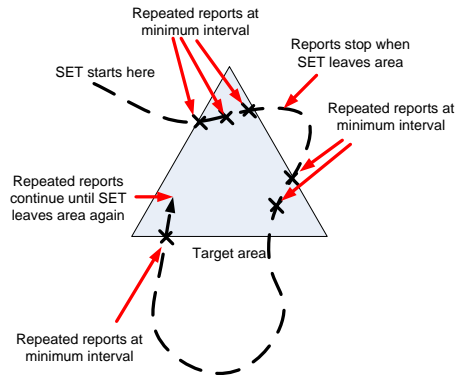 Repeated reports at
minimum interval
Reports stop when
SET leaves area
SET starts here
Repeated reports at
minimum interval
Repeated reports
continue until SET
leaves area again
Target area
Repeated reports at
minimum interval